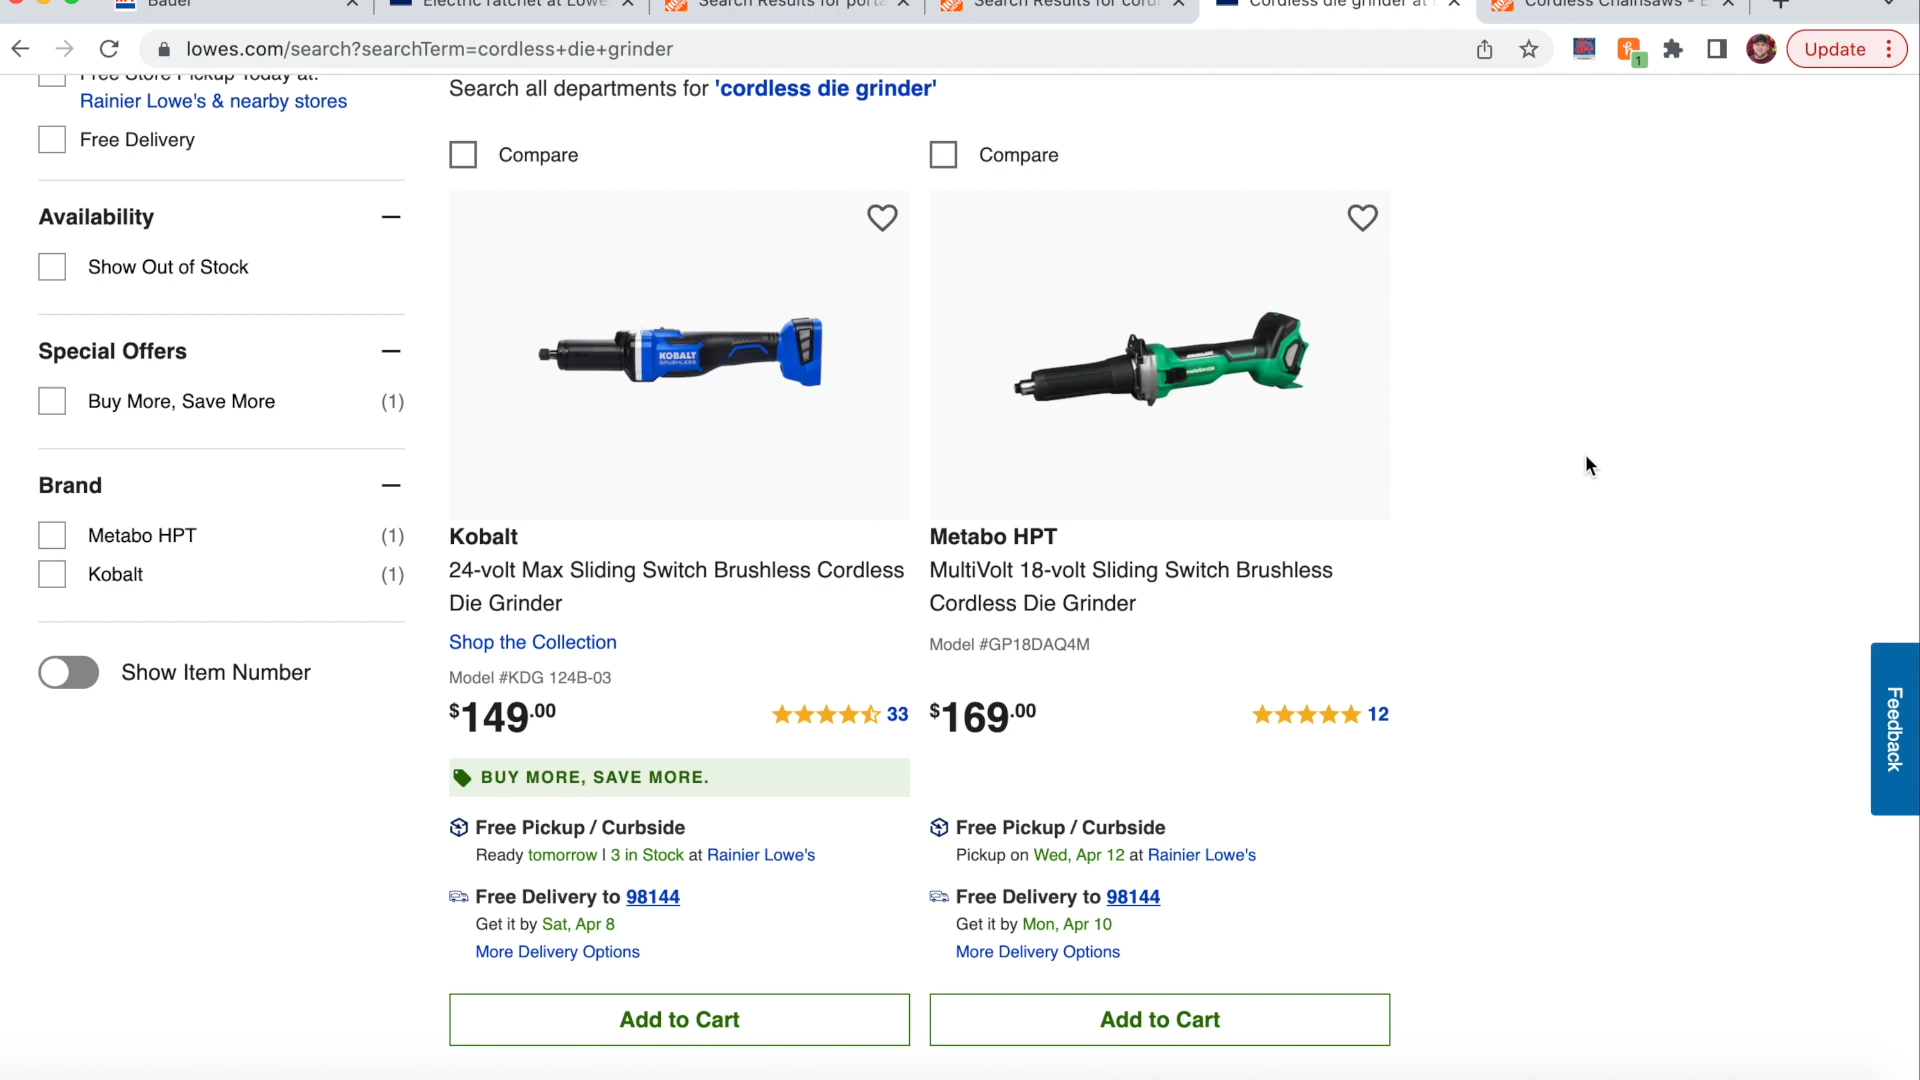 Bauer
Electric ratchet at Lowe
Search Results for porta
Search Results for cord
Cordless die grinder at
Cordless Chainsaws - E
lowes.com/search?searchTerm=cordless+die+grinder
1
Update
Free Store Pickup Today at:
Rainier Lowe's & nearby stores
Free Delivery
Availability
Show Out of Stock
Special Offers
Buy More, Save More (1)
Brand
Metabo HPT (1)
Kobalt (1)
Show Item Number
Search all departments for 'cordless die grinder'
Compare
KOBALT
BRUSHLESS
Kobalt
24-volt Max Sliding Switch Brushless Cordless
Die Grinder
Shop the Collection
Model #KDG 124B-03
$149.00
33
BUY MORE, SAVE MORE.
Free Pickup / Curbside
Ready tomorrow | 3 in Stock at Rainier Lowe's
Free Delivery to 98144
Get it by Sat, Apr 8
More Delivery Options
Add to Cart
Compare
Metabo HPT
MultiVolt 18-volt Sliding Switch Brushless
Cordless Die Grinder
Model #GP18DAQ4M
$169.00
12
Free Pickup / Curbside
Pickup on Wed, Apr 12 at Rainier Lowe's
Free Delivery to 98144
Get it by Mon, Apr 10
More Delivery Options
Add to Cart
Feedback